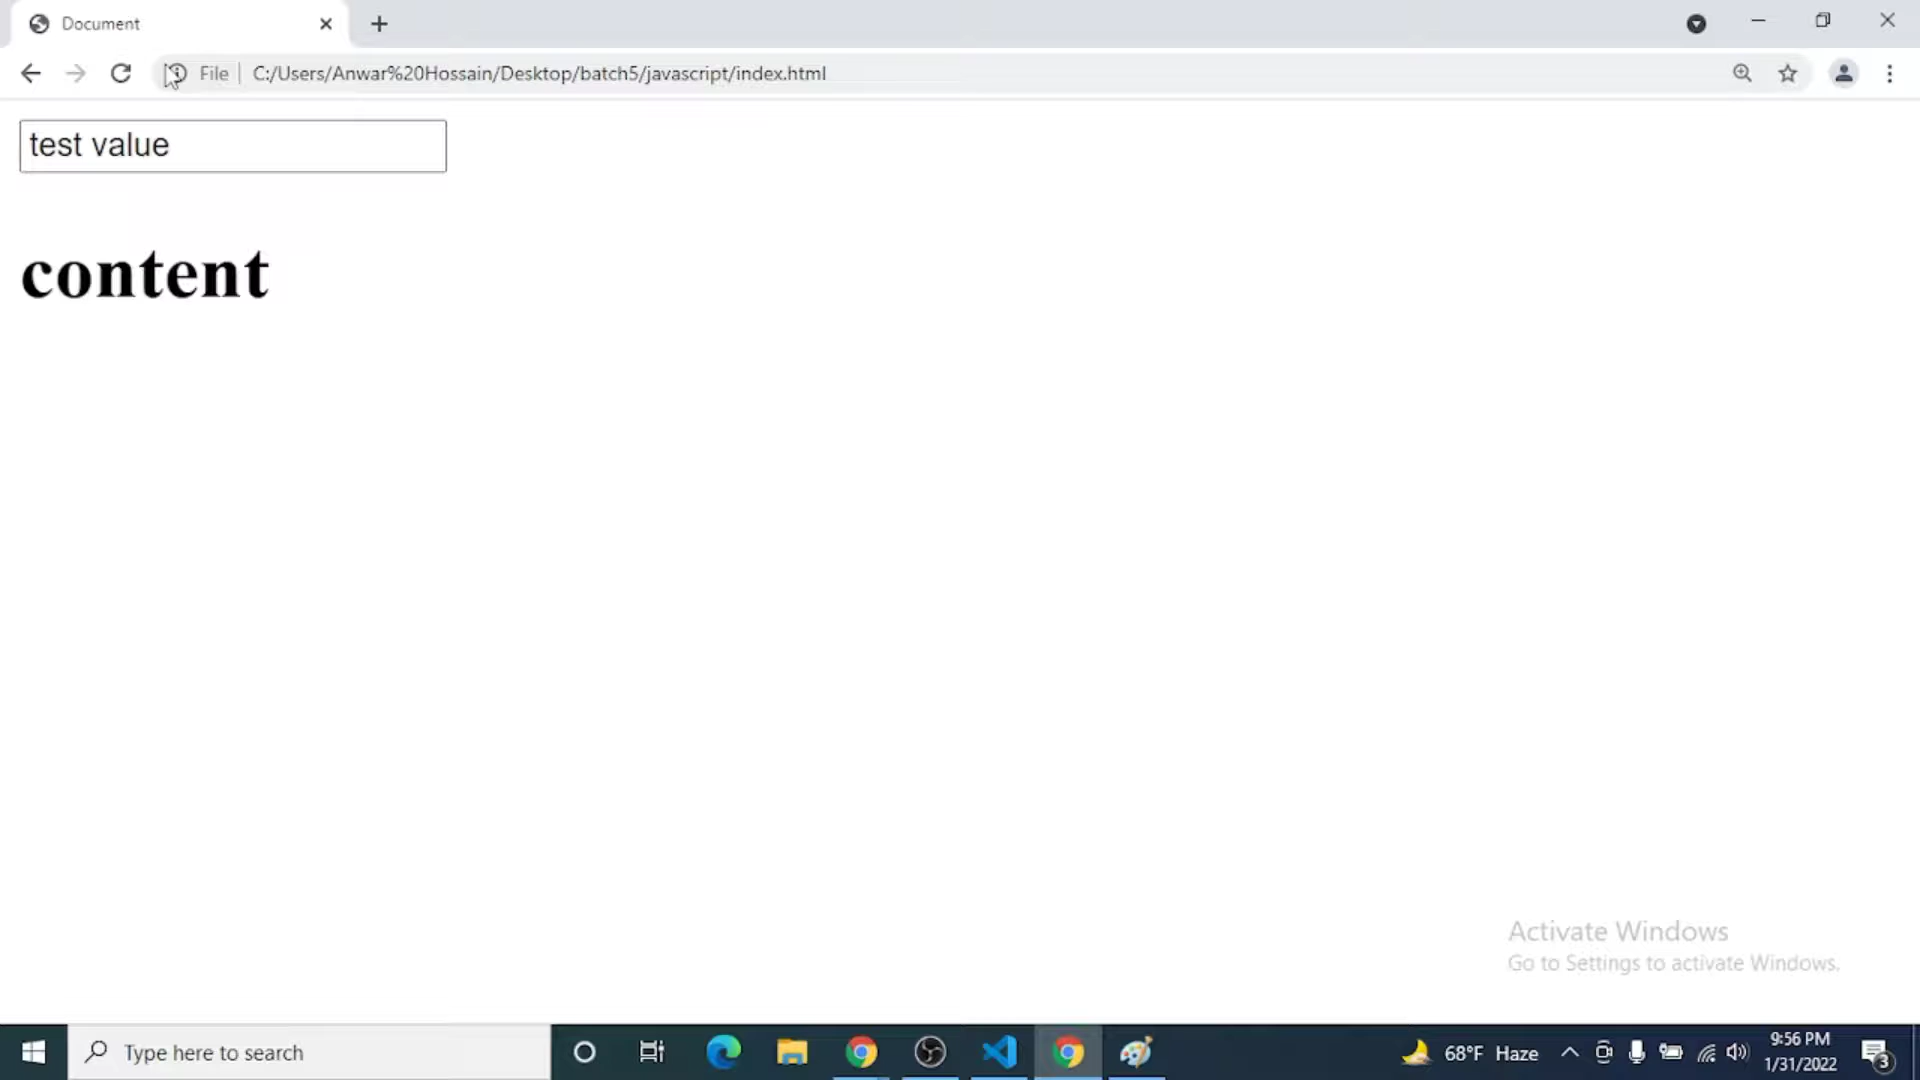 Document
File
C:/Users/Anwar%20Hossain/Desktop/batch5/javascript/index.html
test value
content
Activate Windows
Go to Settings to activate Windows.
Type here to search
68°F Haze
9:56 PM
1/31/2022
3